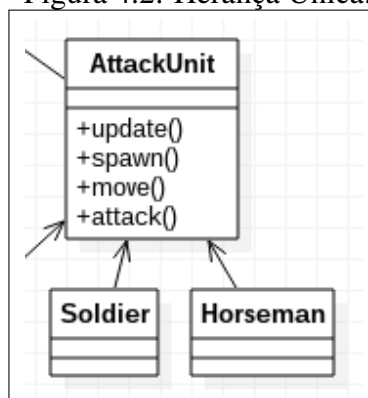 Figura 4.2: Herança Única.
AttackUnit
+update()
+spawn()
+move()
+attack()
Soldier Horseman